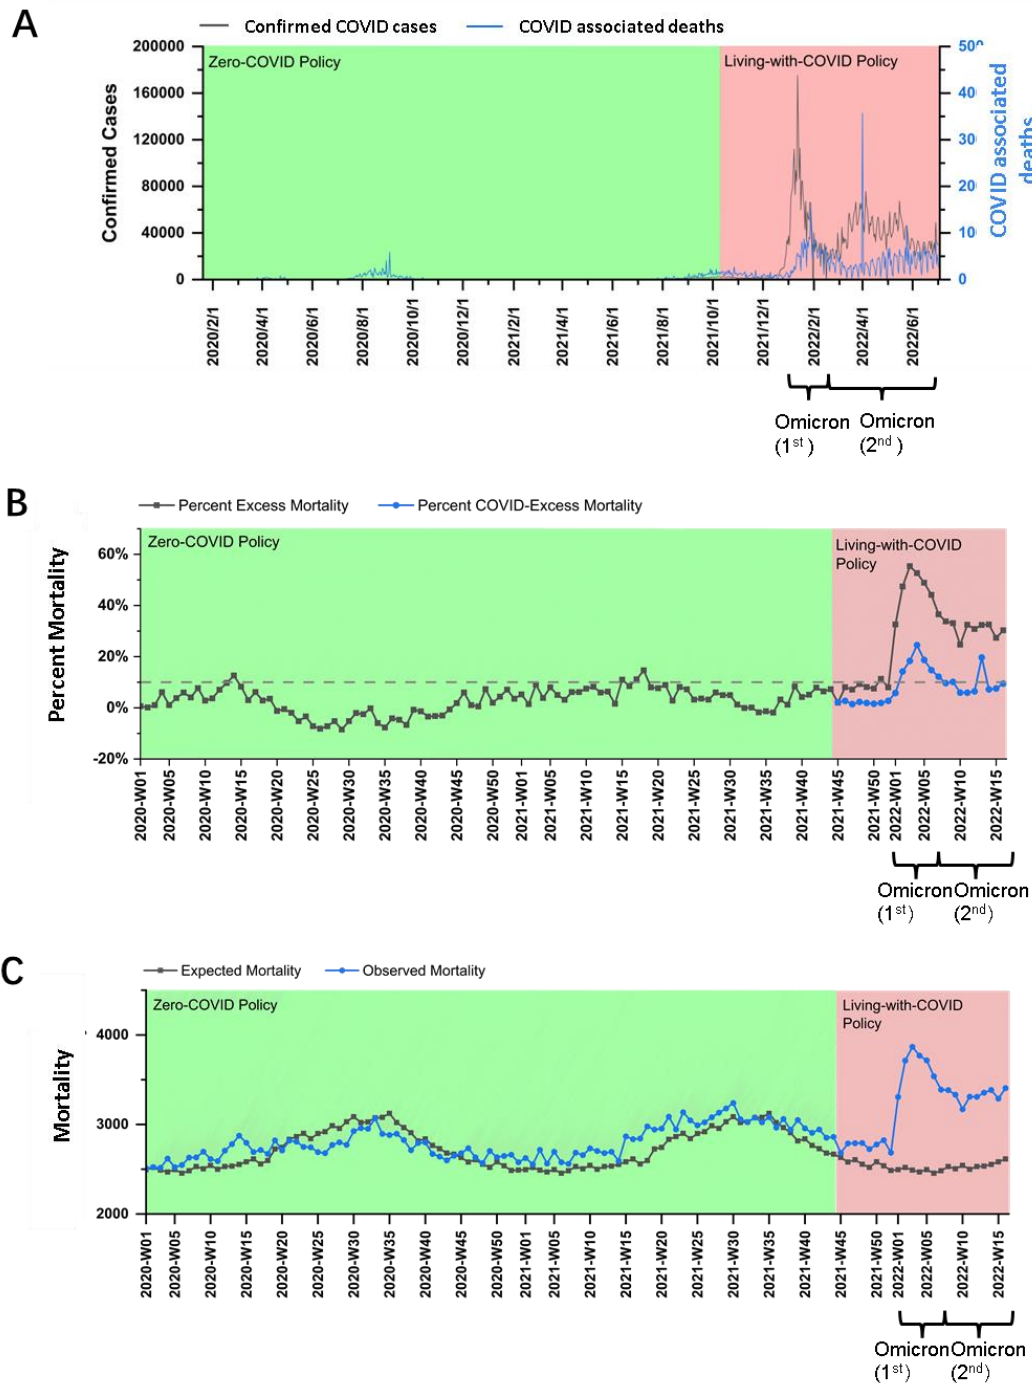 A
Confirmed COVID cases
COVID associated deaths
200000
160000
120000
80000
40000
0
Confirmed Cases
Zero-COVID Policy
Living-with-COVID Policy
50
40
30
20
10
0
COVID associated
deaths
2020/2/1
2020/4/1
2020/6/1
2020/8/1
2020/10/1
2020/12/1
2021/2/1
2021/4/1
2021/6/1
2021/8/1
2021/10/1
2021/12/1
2022/2/1
2022/4/1
2022/6/1
Omicron Omicron
(1st ) (2nd )
B
Percent Excess Mortality
Percent COVID-Excess Mortality
Percent Mortality
60%
40%
20%
0%
-20%
Zero-COVID Policy
Living-with-COVID
Policy
2020-W01
2020-W05
2020-W10
2020-W15
2020-W20
2020-W25
2020-W30
2020-W35
2020-W40
2020-W45
2020-W50
2021-W01
2021-W05
2021-W10
2021-W15
2021-W20
2021-W25
2021-W30
2021-W35
2021-W40
2021-W45
2021-W50
2022-W01
2022-W05
2022-W10
2022-W15
Omicron Omicron
(1st) (2nd)
C
Expected Mortality
Observed Mortality
Mortality
4000
3000
2000
Zero-COVID Policy
Living-with-COVID
Policy
2020-W01
2020-W05
2020-W10
2020-W15
2020-W20
2020-W25
2020-W30
2020-W35
2020-W40
2020-W45
2020-W50
2021-W01
2021-W05
2021-W10
2021-W15
2021-W20
2021-W25
2021-W30
2021-W35
2021-W40
2021-W45
2021-W50
2022-W01
2022-W05
2022-W10
2022-W15
Omicron Omicron
(1st) (2nd)